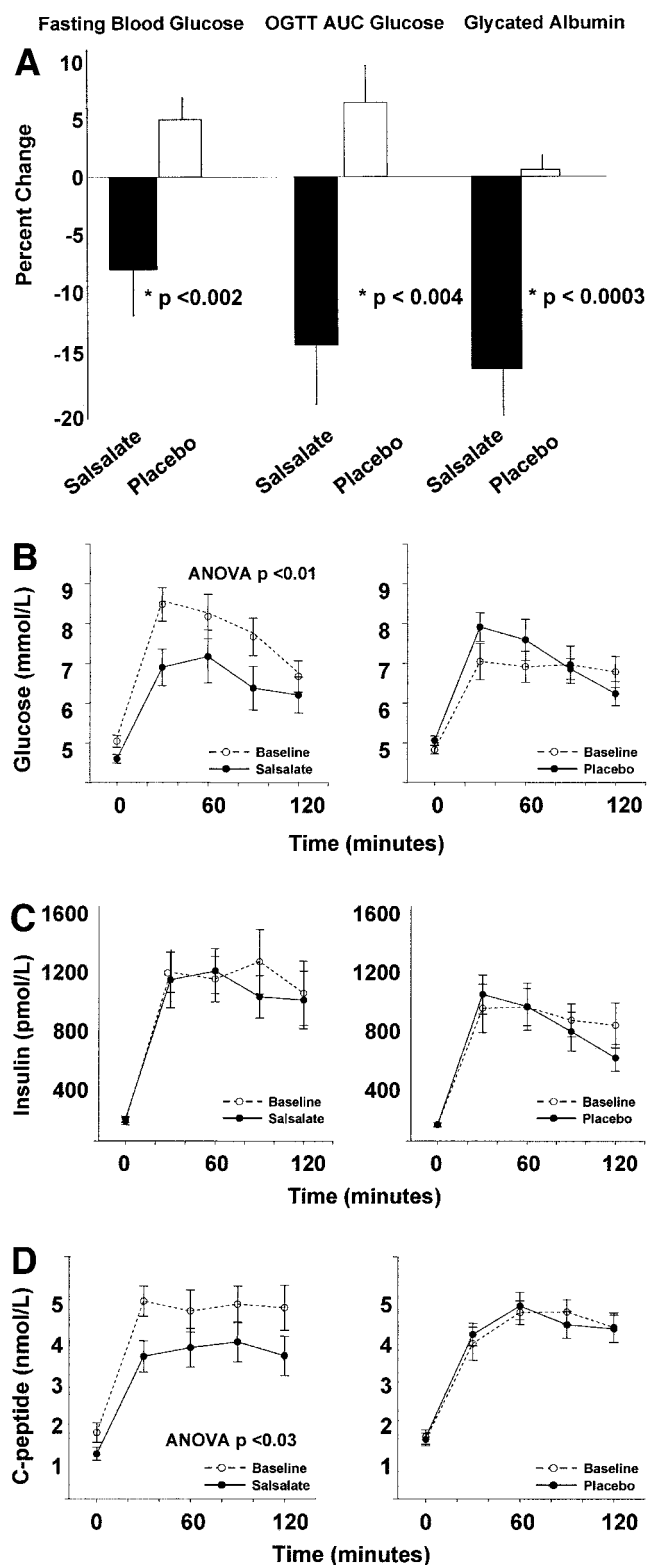 Fasting Blood Glucose OGTT AUC Glucose Glycated Albumin
A
10
5
0
-5
-10
-15
-20
Percent Change
* p <0.002
* p < 0.004
* p < 0.0003
Salsalate
Placebo
Salsalate
Placebo
Salsalate
Placebo
B
Glucose (mmol/L)
9
8
7
6
5
ANOVA p <0.01
Baseline
Salsalate
0 60 120
9
8
7
6
5
Baseline
Placebo
0 60 120
Time (minutes)
C
Insulin (pmol/L)
1600
1200
800
400
Baseline
Salsalate
0 60 120
1600
1200
800
400
Baseline
Placebo
0 60 120
Time (minutes)
D
C-peptide (nmol/L)
5
4
3
2
1
ANOVA p <0.03
Baseline
Salsalate
0 60 120
5
4
3
2
1
Baseline
Placebo
0 60 120
Time (minutes)